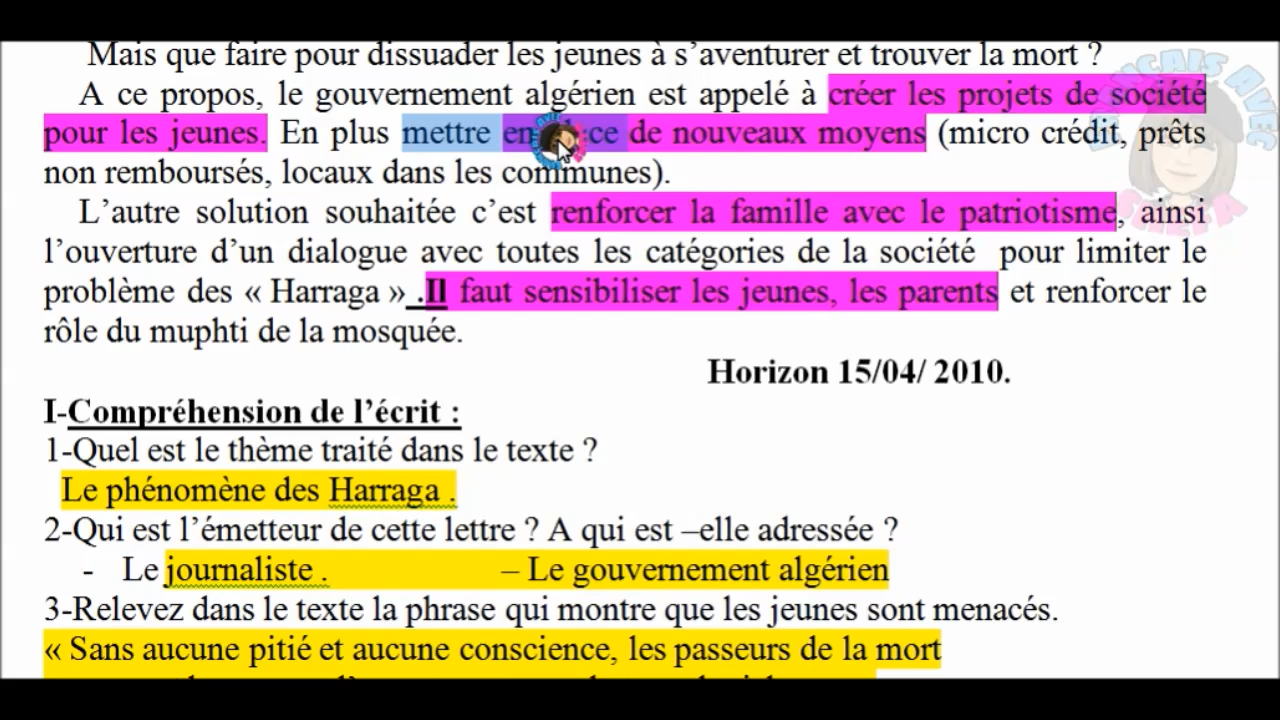 Mais que faire pour dissuader les jeunes à s’aventurer et trouver la mort ?
A ce propos, le gouvernement algérien est appelé à créer les projets de société
pour les jeunes. En plus mettre en place de nouveaux moyens (micro crédit, prêts
non remboursés, locaux dans les communes).
L’autre solution souhaitée c’est renforcer la famille avec le patriotisme, ainsi
l’ouverture d’un dialogue avec toutes les catégories de la société pour limiter le
problème des « Harraga » .Il faut sensibiliser les jeunes, les parents et renforcer le
rôle du muphti de la mosquée.
Horizon 15/04/ 2010.
I-Compréhension de l’écrit :
1-Quel est le thème traité dans le texte ?
Le phénomène des Harraga .
2-Qui est l’émetteur de cette lettre ? A qui est –elle adressée ?
- Le journaliste . – Le gouvernement algérien
3-Relevez dans le texte la phrase qui montre que les jeunes sont menacés.
« Sans aucune pitié et aucune conscience, les passeurs de la mort